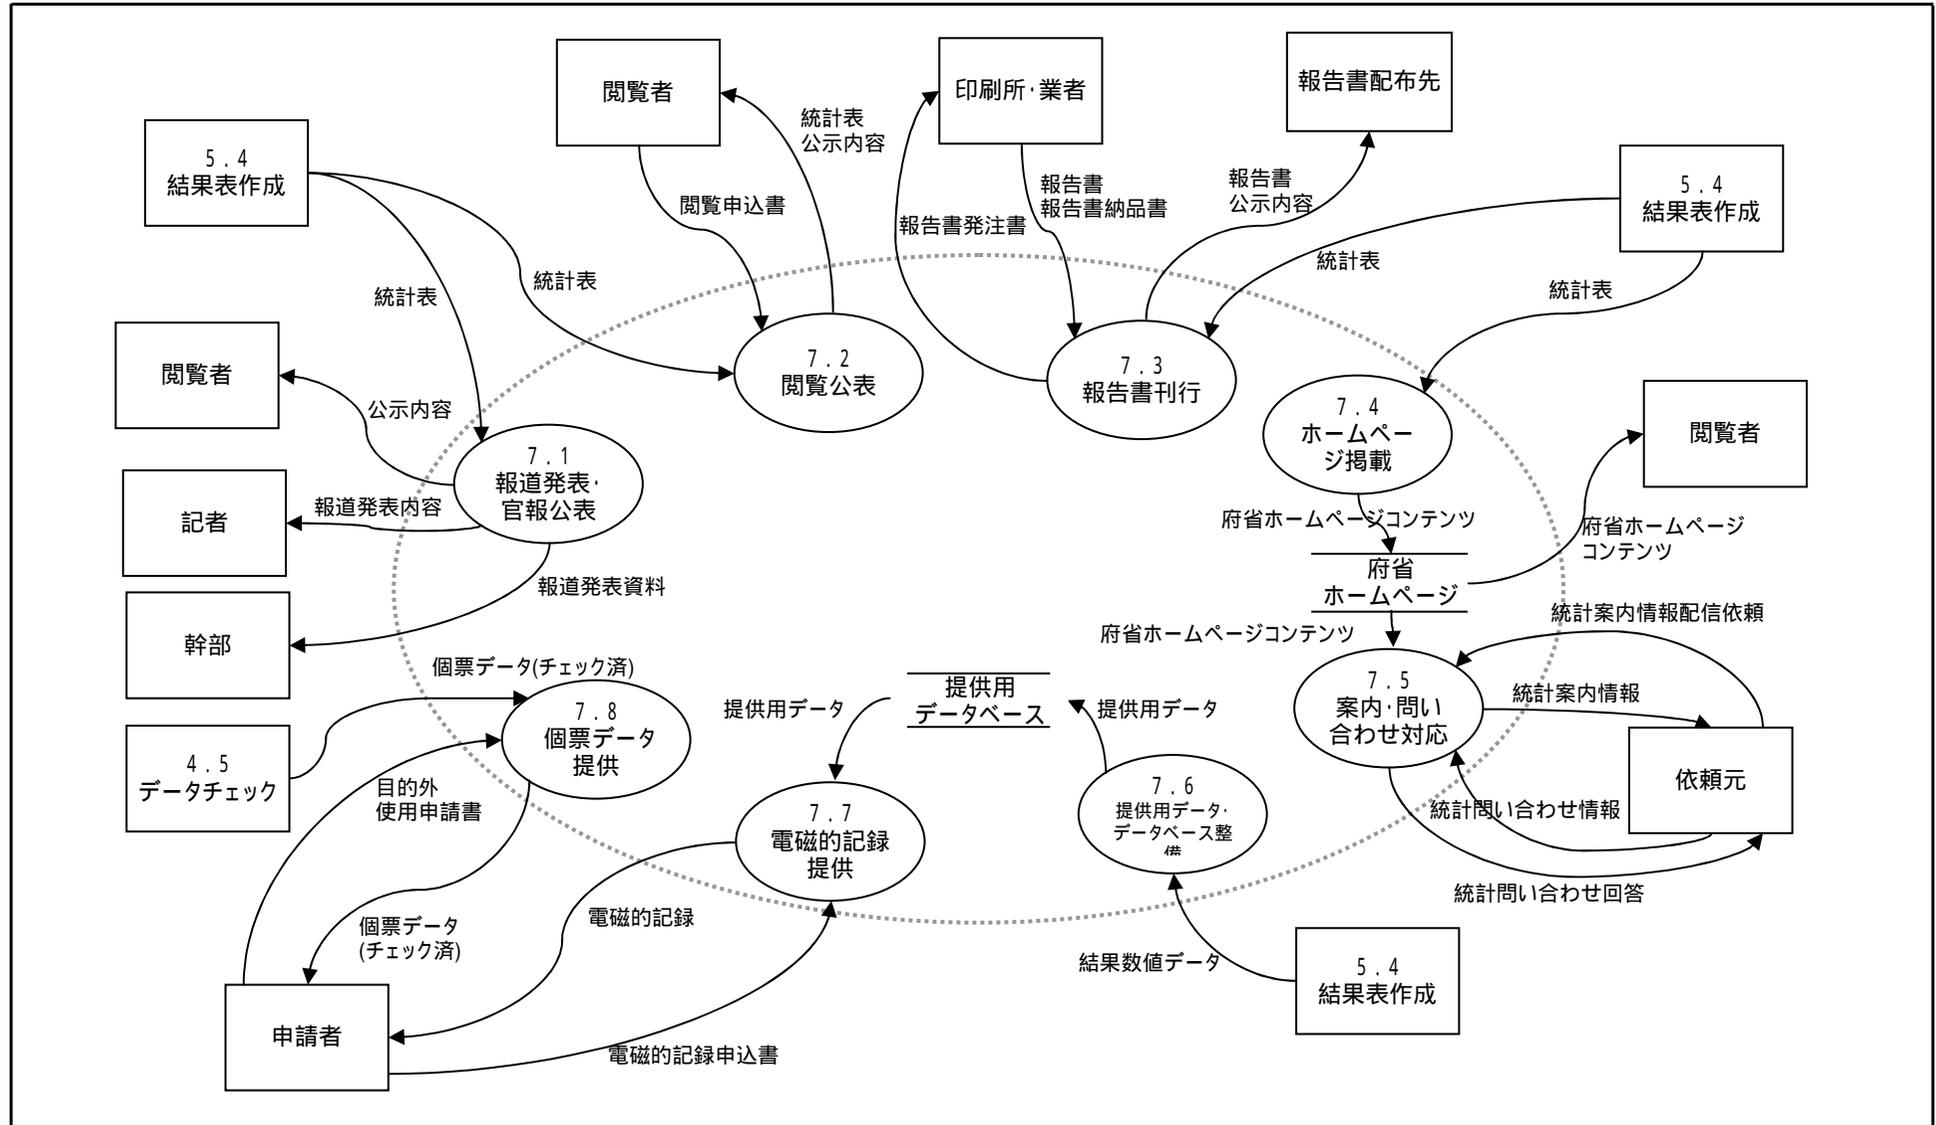 閲覧者
印刷所・業者
報告書配布先
統計表
公示内容
5.4
結果表作成
閲覧申込書
報告書発注書
報告書
報告書納品書
報告書
公示内容
5.4
結果表作成
統計表
統計表
統計表
統計表
閲覧者
公示内容
7.2
閲覧公表
7.3
報告書刊行
7.4
ホームペー
ジ掲載
閲覧者
7.1
報道発表・
官報公表
記者
報道発表内容
府省ホームページコンテンツ
府省ホームページ
コンテンツ
府省
ホームページ
報道発表資料
幹部
府省ホームページコンテンツ
統計案内情報配信依頼
個票データ(チェック済)
提供用データ
提供用
データベース
提供用データ
7.5
案内・問い
合わせ対応
統計案内情報
7.8
個票データ
提供
4.5
データチェック
目的外
使用申請書
7.7
電磁的記録
提供
7.6
提供用データ・
データベース整
備
依頼元
統計問い合わせ情報
統計問い合わせ回答
個票データ
(チェック済)
電磁的記録
結果数値データ
5.4
結果表作成
申請者
電磁的記録申込書